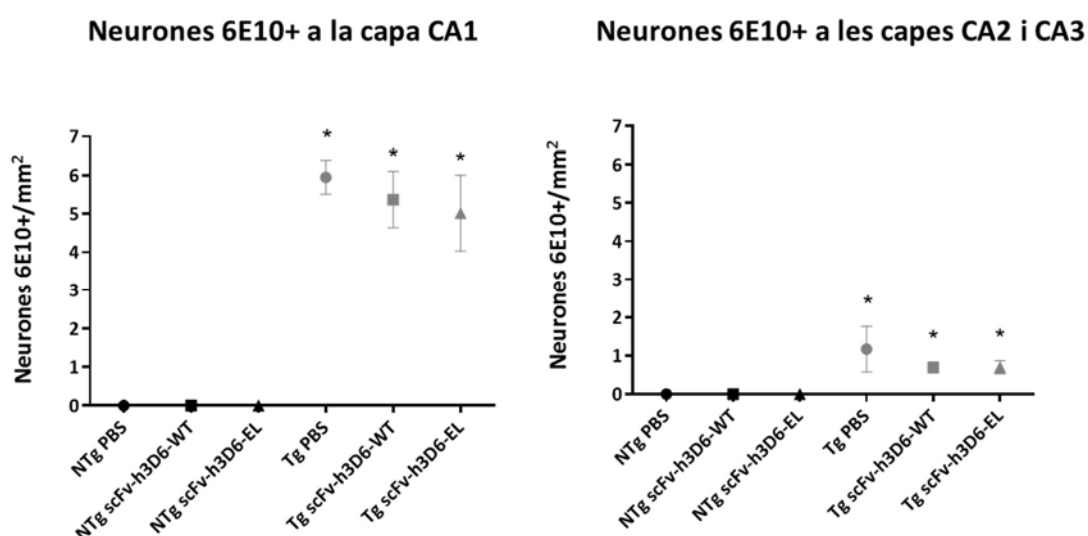 Neurones 6E10+ a la capa CA1
Neurones 6E10+/mm²
7
6
5
4
3
2
1
0
*
*
*
NTg PBS
NTg scFv-h3D6-WT
NTg scFv-h3D6-EL
Tg PBS
Tg scFv-h3D6-WT
Tg scFv-h3D6-EL
Neurones 6E10+ a les capes CA2 i CA3
Neurones 6E10+/mm²
7
6
5
4
3
2
1
0
*
*
*
NTg PBS
NTg scFv-h3D6-WT
NTg scFv-h3D6-EL
Tg PBS
Tg scFv-h3D6-WT
Tg scFv-h3D6-EL